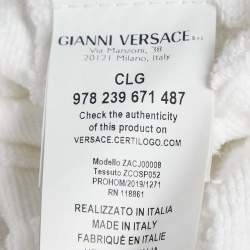 GIANNI VERSACE S.r.l.
Via Manzoni, 38
20121 Milano, Italy
CLG
978 239 671 487
Check the authenticity
of this product on
VERSACE.CERTILOGO.COM
Modello ZACJ00008
Tessuto ZCOSP052
PROHOM/2019/1271
RN 118861
REALIZZATO IN ITALIA
MADE IN ITALY
FABRIQUÉ EN ITALIE